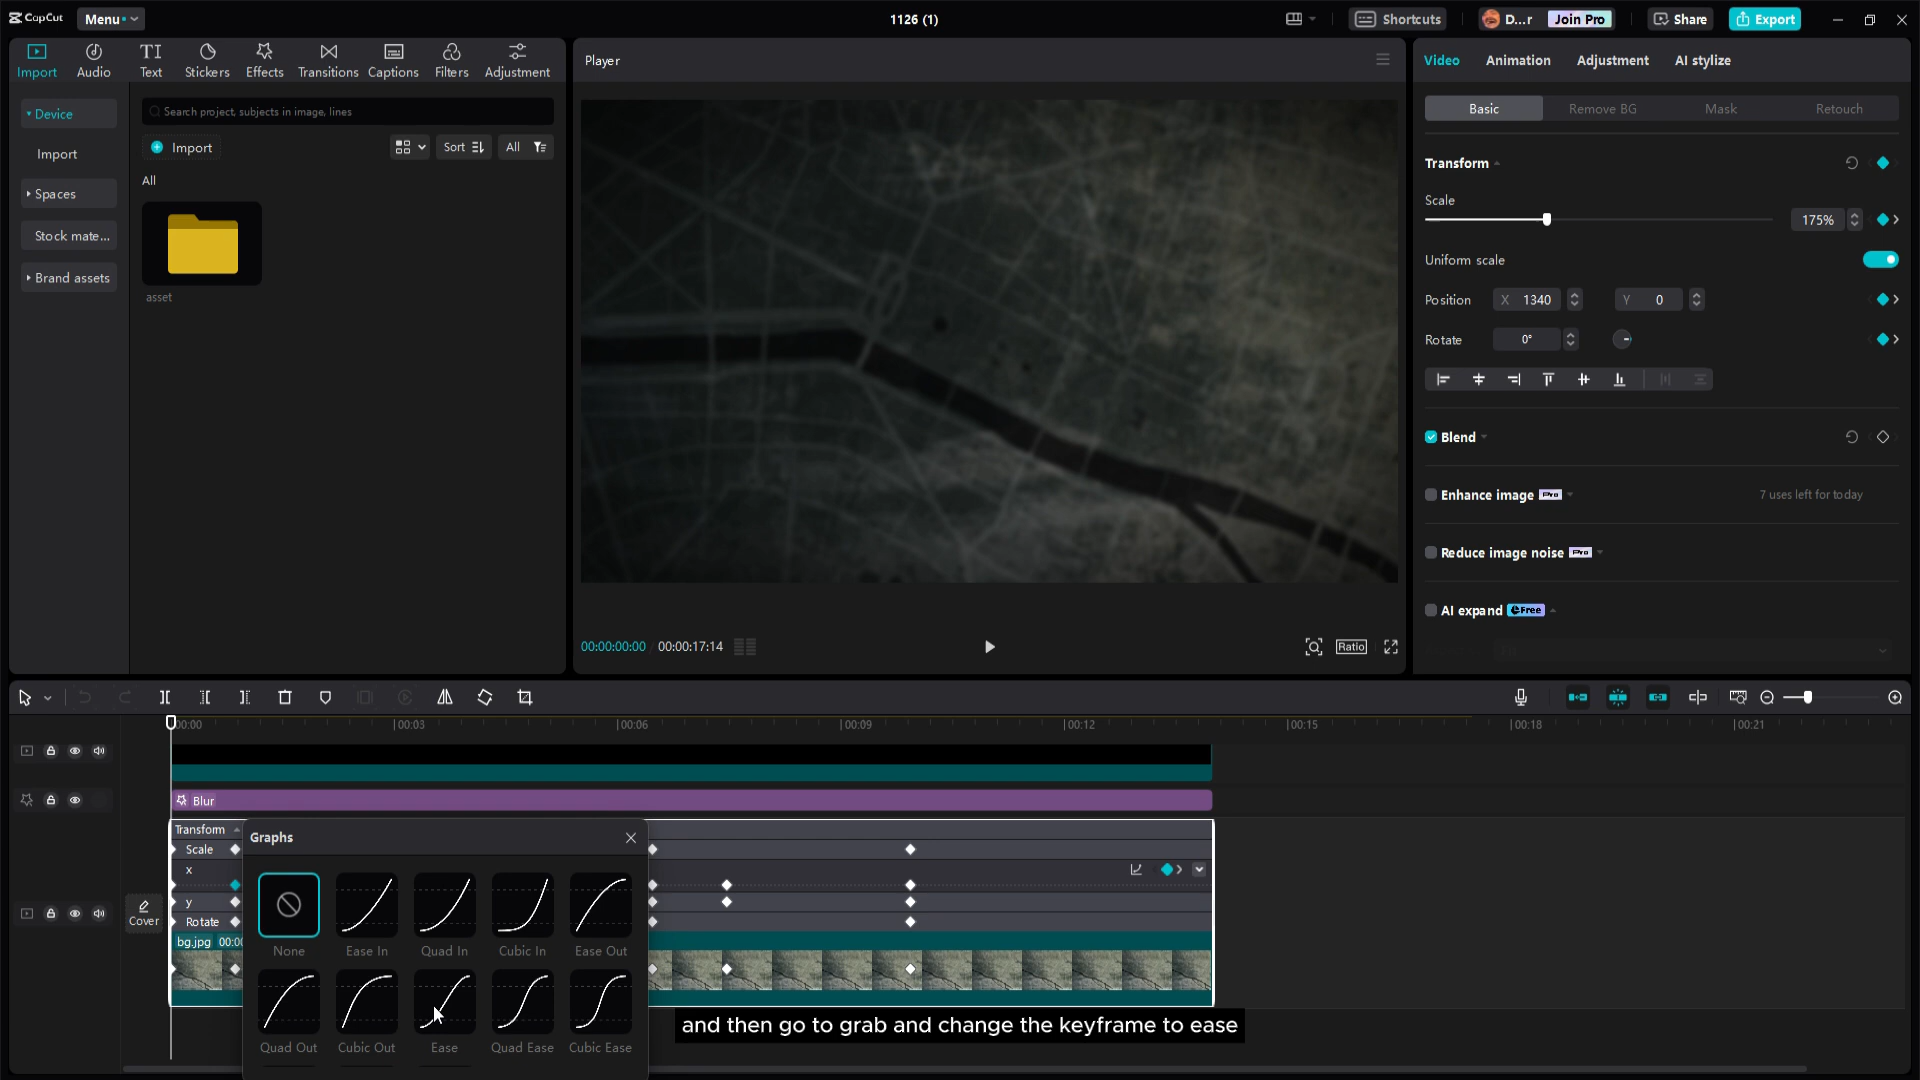 CapCut
Menu
1126 (1)
Shortcuts
D...r
Join Pro
Share
Export
Import
Audio
Text
Stickers
Effects
Transitions
Captions
Filters
Adjustment
Device
Import
Spaces
Stock mate...
Brand assets
Search project, subjects in image, lines
Import
Sort
All
All
asset
Player
00:00:00:00
00:00:17:14
Ratio
Video
Animation
Adjustment
AI stylize
Basic
Remove BG
Mask
Retouch
Transform
Scale
175%
Uniform scale
Position
X 1340
Y 0
Rotate
0°
Blend
Enhance image Pro
7 uses left for today
Reduce image noise Pro
AI expand Free
00:00
00:03
00:06
00:09
00:12
00:15
00:18
00:21
Blur
Transform
Scale
x
y
Rotate
Cover
bg.jpg
Graphs
None
Ease In
Quad In
Cubic In
Ease Out
Quad Out
Cubic Out
Ease
Quad Ease
Cubic Ease
and then go to grab and change the keyframe to ease